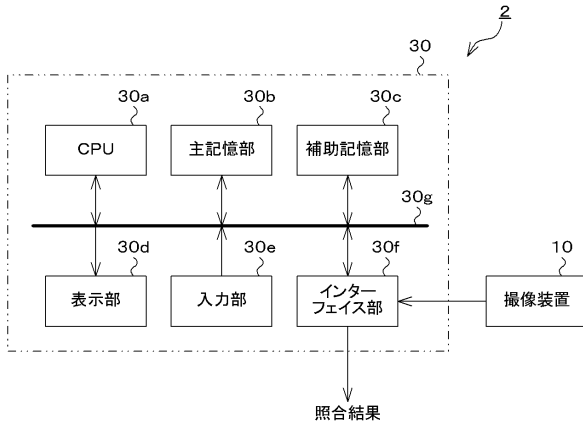 2
30
30a
30b
30c
CPU
主記憶部
補助記憶部
30g
30d
30e
30f
10
表示部
入力部
インター
フェイス部
撮像装置
照合結果